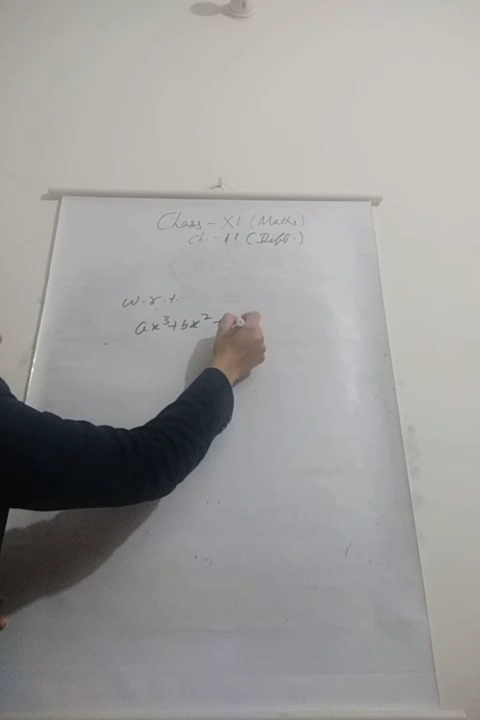 Class - XI (Maths)
Ch - 11 (Diff.)
w.r.t.
ax³+bx²+